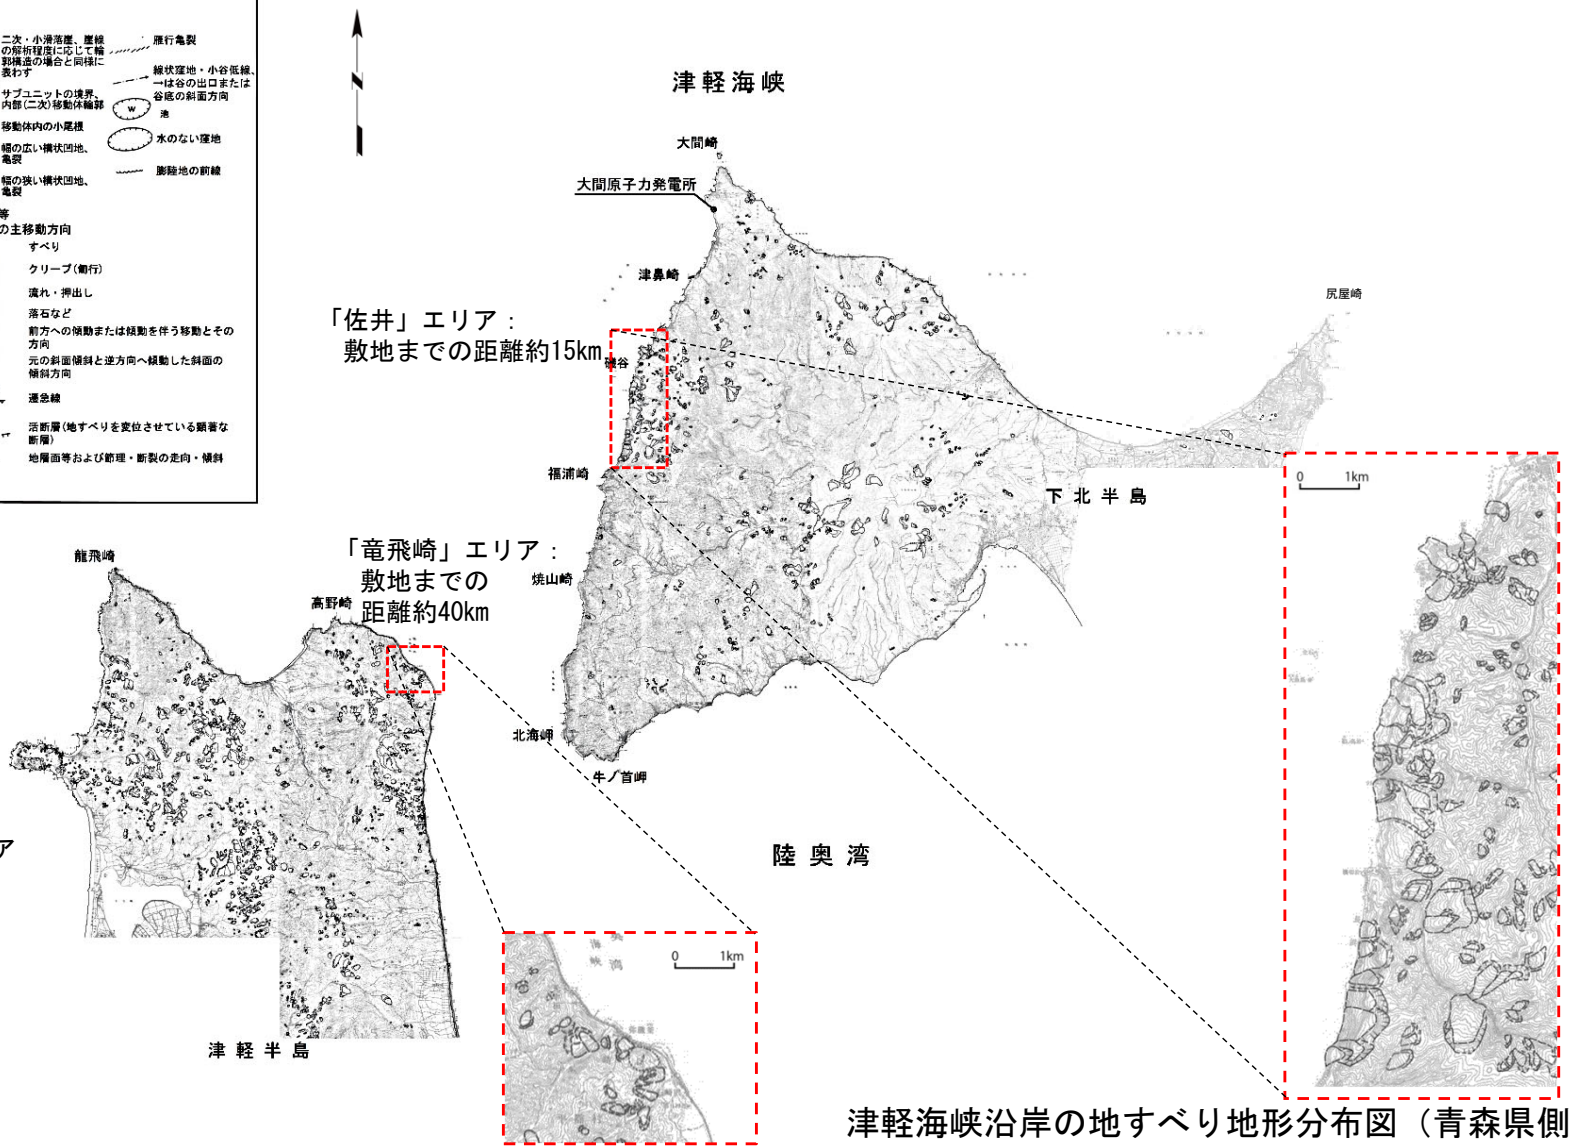 二次・小滑落崖、崖線
の解析程度に応じて輪
郭構造の場合と同様に
表わす
サブユニットの境界、
内部(二次)移動体輪郭
移動体内の小尾根
幅の広い横状凹地、
亀裂
幅の狭い横状凹地、
亀裂
雁行亀裂
線状窪地・小谷底線、
→は谷の出口または
谷底の斜面方向
W
池
水のない窪地
膨隆地の前縁
等
の主移動方向
すべり
クリープ(匍行)
流れ・押出し
落石など
前方への傾動または傾動を伴う移動とその
方向
元の斜面傾斜と逆方向へ傾動した斜面の
傾斜方向
遷急線
活断層(地すべりを変位させている顕著な
断層)
地層面等および節理・断裂の走向・傾斜
N
津軽海峡
大間崎
大間原子力発電所
津鼻崎
尻屋崎
「佐井」エリア：
敷地までの距離約15km
磯谷
福浦崎
下北半島
0 1km
「竜飛崎」エリア：
敷地までの
距離約40km
龍飛崎
高野崎
焼山崎
北海岬
牛ノ首岬
ア
陸奥湾
0 1km
津軽半島
津軽海峡沿岸の地すべり地形分布図（青森県側